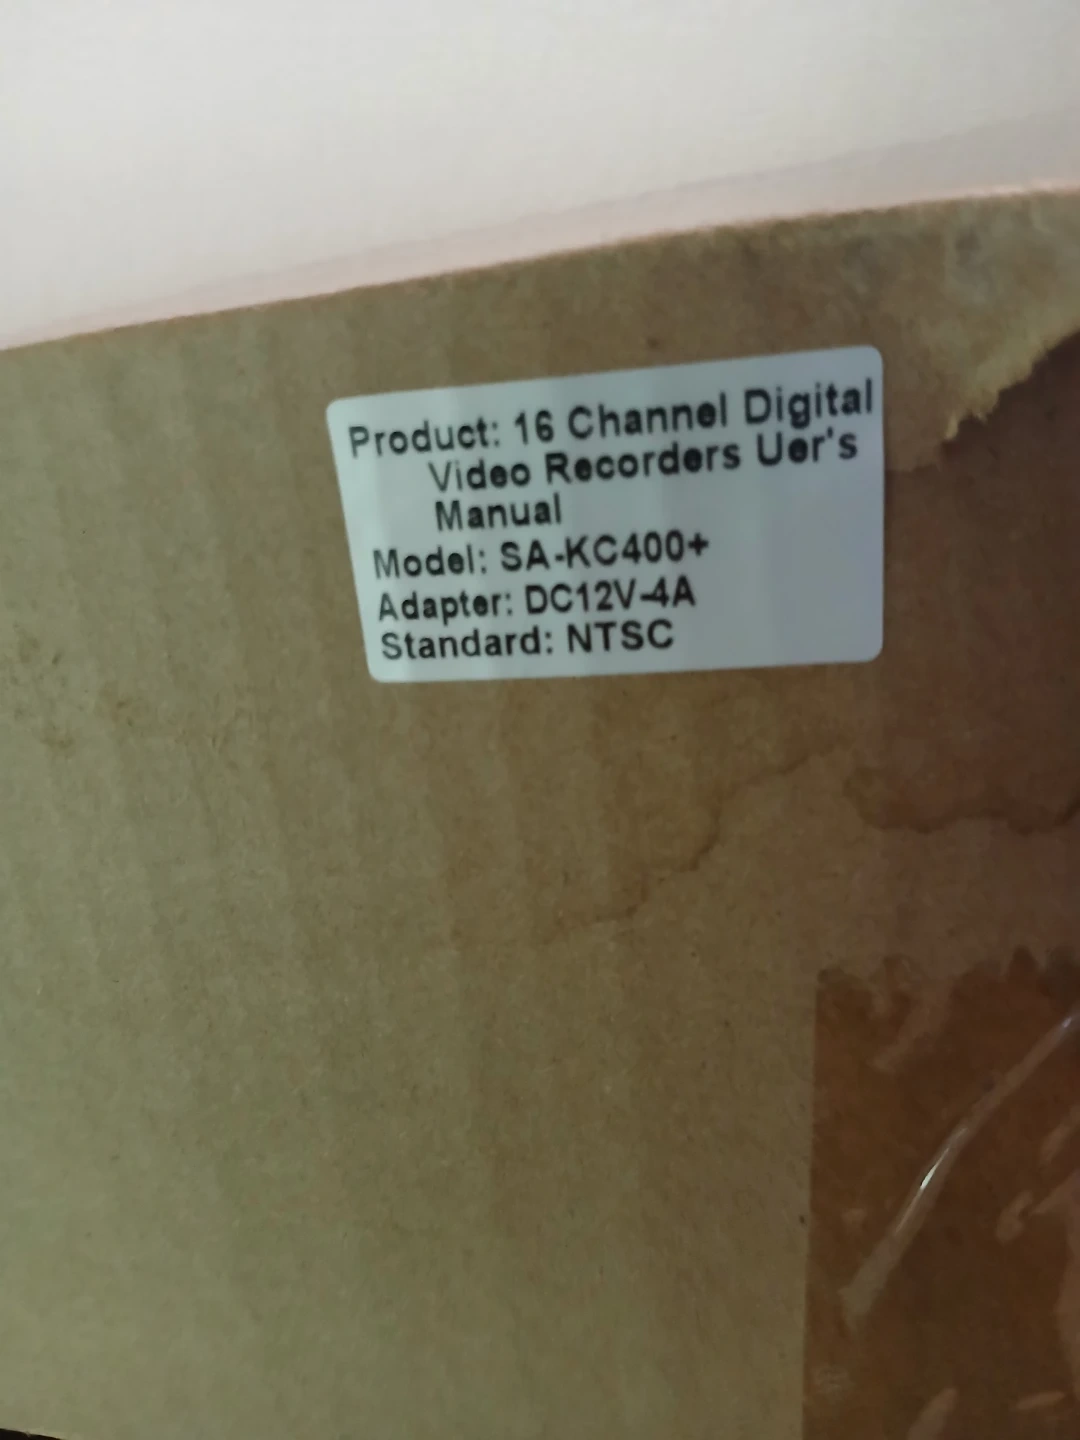 Product: 16 Channel Digital
Video Recorders Uer's
Manual
Model: SA-KC400+
Adapter: DC12V-4A
Standard: NTSC